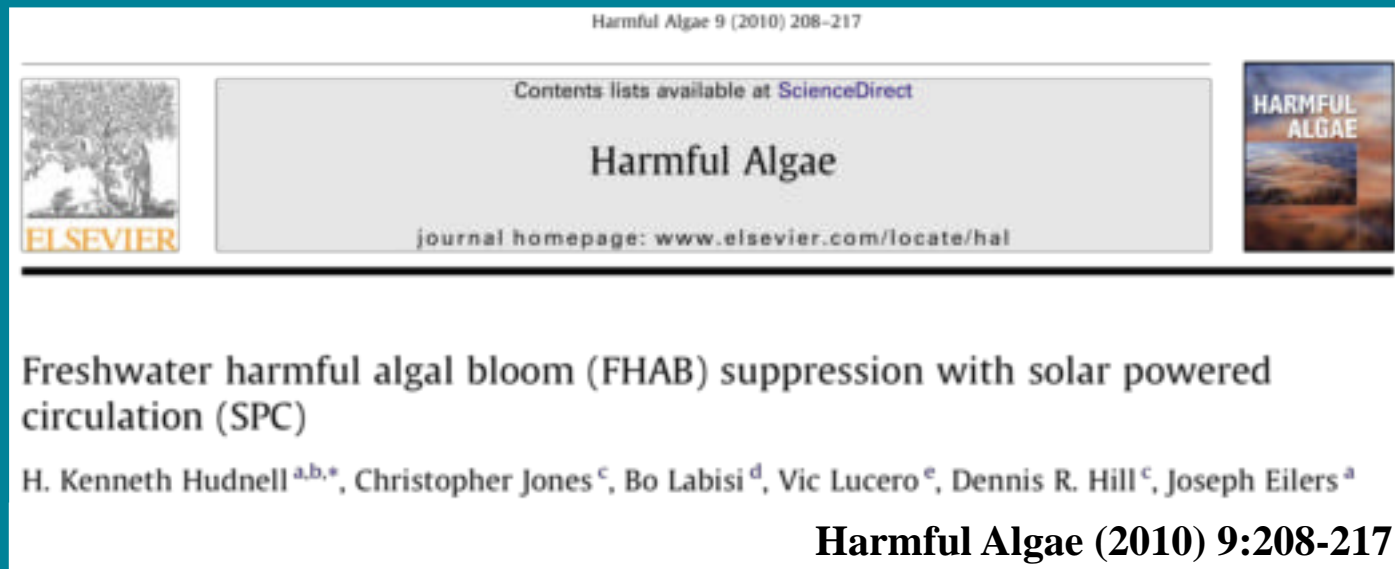 Harmful Algae 9 (2010) 208–217
Contents lists available at ScienceDirect
Harmful Algae
journal homepage: www.elsevier.com/locate/hal
ELSEVIER
HARMFUL
ALGAE
Freshwater harmful algal bloom (FHAB) suppression with solar powered
circulation (SPC)
H. Kenneth Hudnell a,b,*, Christopher Jones c, Bo Labisi d, Vic Lucero e, Dennis R. Hill c, Joseph Eilers a
Harmful Algae (2010) 9:208-217